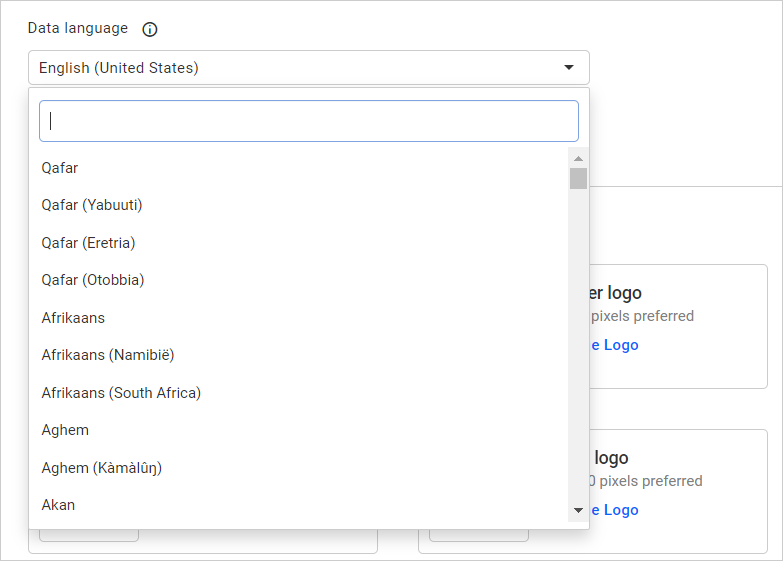 Data language
English (United States)
Qafar
Qafar (Yabuuti)
Qafar (Eretria)
Qafar (Otobbia)
Afrikaans
Afrikaans (Namibië)
Afrikaans (South Africa)
Aghem
Aghem (Kàmàlûŋ)
Akan
er logo
pixels preferred
e Logo
logo
0 pixels preferred
e Logo